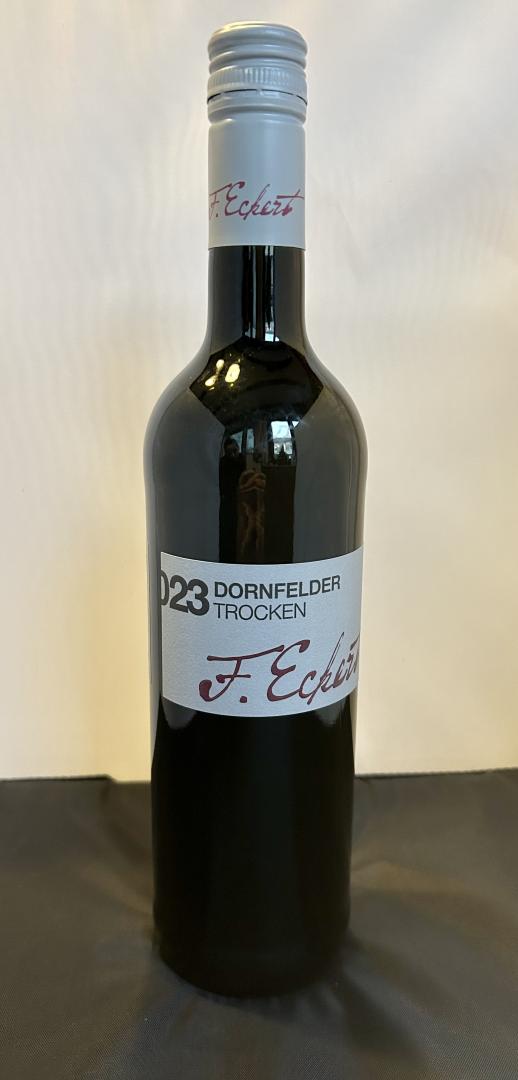 F. Eckert
023 DORNFELDER
TROCKEN
F. Eckert